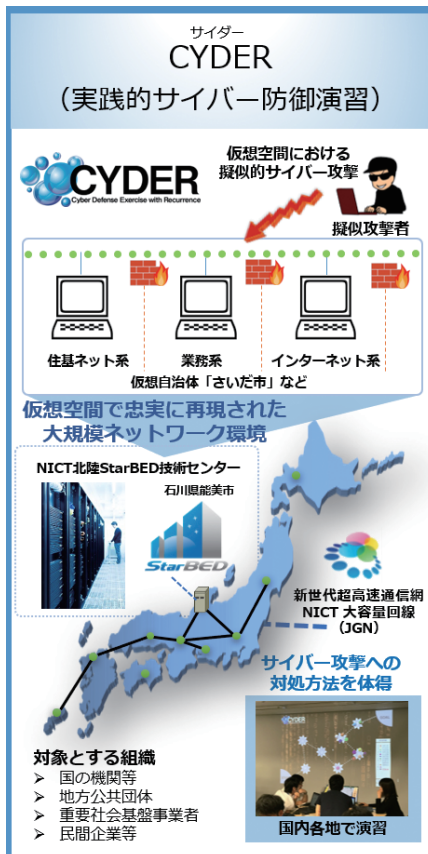 サイダー
CYDER
（実践的サイバー防御演習）
仮想空間における
擬似的サイバー攻撃
CYDER
Cyber Defense Exercise with Recurrence
擬似攻撃者
住基ネット系
業務系
インターネット系
仮想自治体「さいだ市」など
仮想空間で忠実に再現された
大規模ネットワーク環境
NICT北陸StarBED技術センター
石川県能美市
StarBED
新世代超高速通信網
NICT 大容量回線
（JGN）
サイバー攻撃への
対処方法を体得
対象とする組織
➢ 国の機関等
➢ 地方公共団体
➢ 重要社会基盤事業者
➢ 民間企業等
CYDER
国内各地で演習